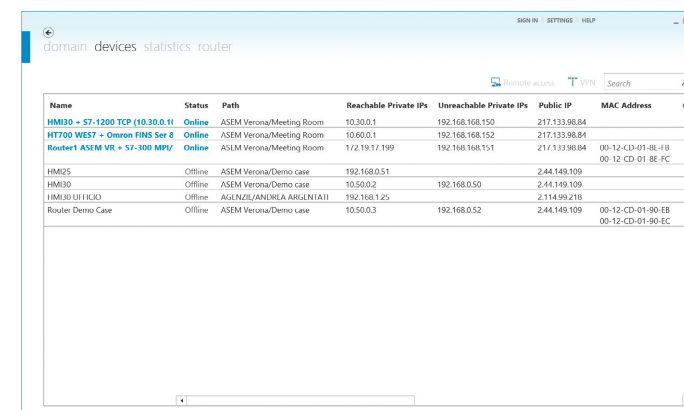 SIGN IN SETTINGS HELP
domain devices statistics router
Remote access VPN Search
Name Status Path Reachable Private IPs Unreachable Private IPs Public IP MAC Address
HMI30 + S7-1200 TCP (10.30.0.1( Online ASEM Verona/Meeting Room 10.30.0.1 192.168.168.150 217.133.98.84
HT700 WES7 + Omron FINS Ser & Online ASEM Verona/Meeting Room 10.60.0.1 192.168.168.152 217.133.98.84
Router1 ASEM VR + S7-300 MPI/ Online ASEM Verona/Meeting Room 172.19.17.199 192.168.168.151 217.133.98.84 00-12-CD-01-8E-FB
00-12-CD-01-8E-FC
HMI25 Offline ASEM Verona/Demo case 192.168.0.51 2.44.149.109
HMI30 Offline ASEM Verona/Demo case 10.50.0.2 192.168.0.50 2.44.149.109
HMI30 UFFICIO Offline AGENZIE/ANDREA ARGENTATI 192.168.1.25 2.114.99.218
Router Demo Case Offline ASEM Verona/Demo case 10.50.0.3 192.168.0.52 2.44.149.109 00-12-CD-01-90-EB
00-12-CD-01-90-EC